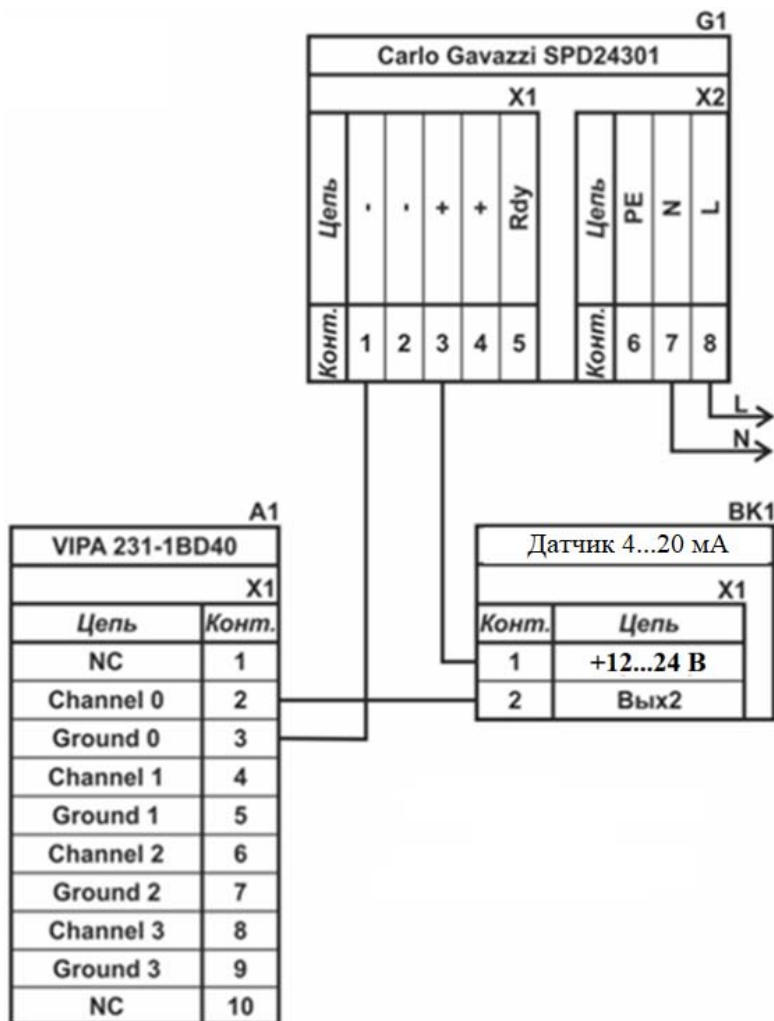 G1
Carlo Gavazzi SPD24301
X1 X2
Цепь - - + + Rdy Цепь PE N L
Конт. 1 2 3 4 5 Конт. 6 7 8
L
N
A1
VIPA 231-1BD40
X1
Цепь Конт.
NC 1
Channel 0 2
Ground 0 3
Channel 1 4
Ground 1 5
Channel 2 6
Ground 2 7
Channel 3 8
Ground 3 9
NC 10
BK1
Датчик 4...20 мА
X1
Конт. Цепь
1 +12...24 В
2 Вых2